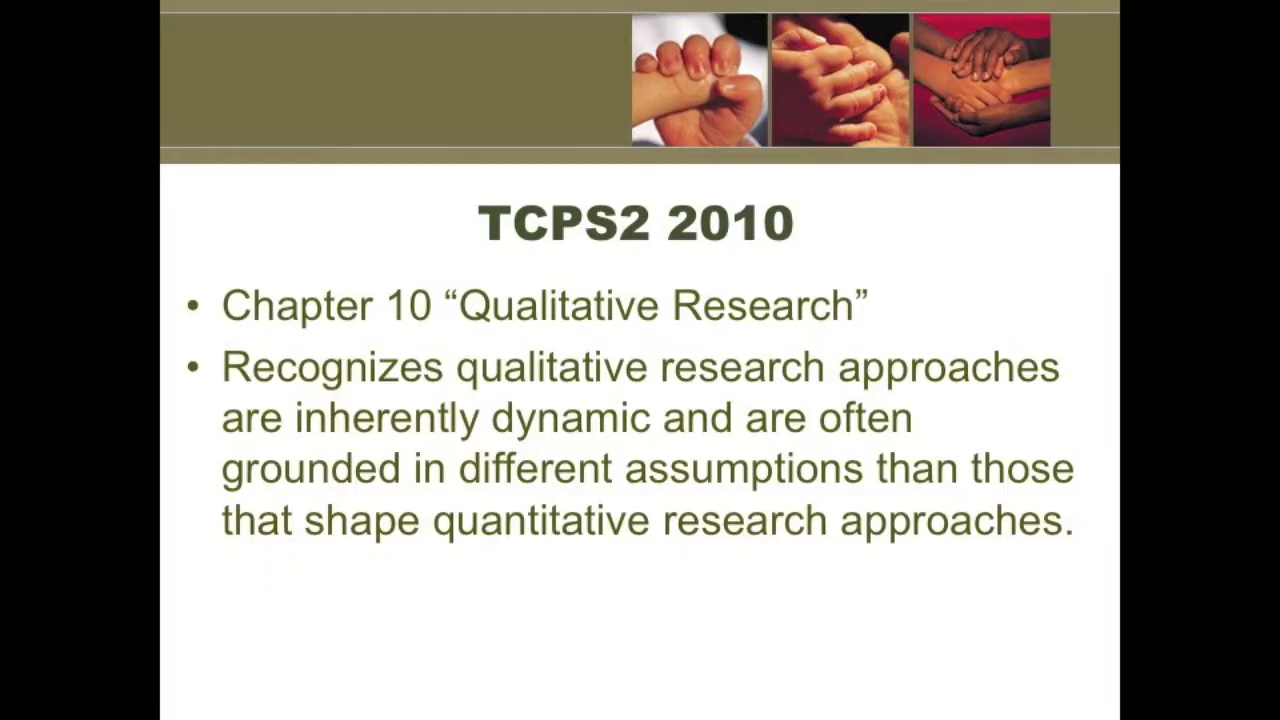 TCPS2 2010
• Chapter 10 “Qualitative Research”
• Recognizes qualitative research approaches
are inherently dynamic and are often
grounded in different assumptions than those
that shape quantitative research approaches.